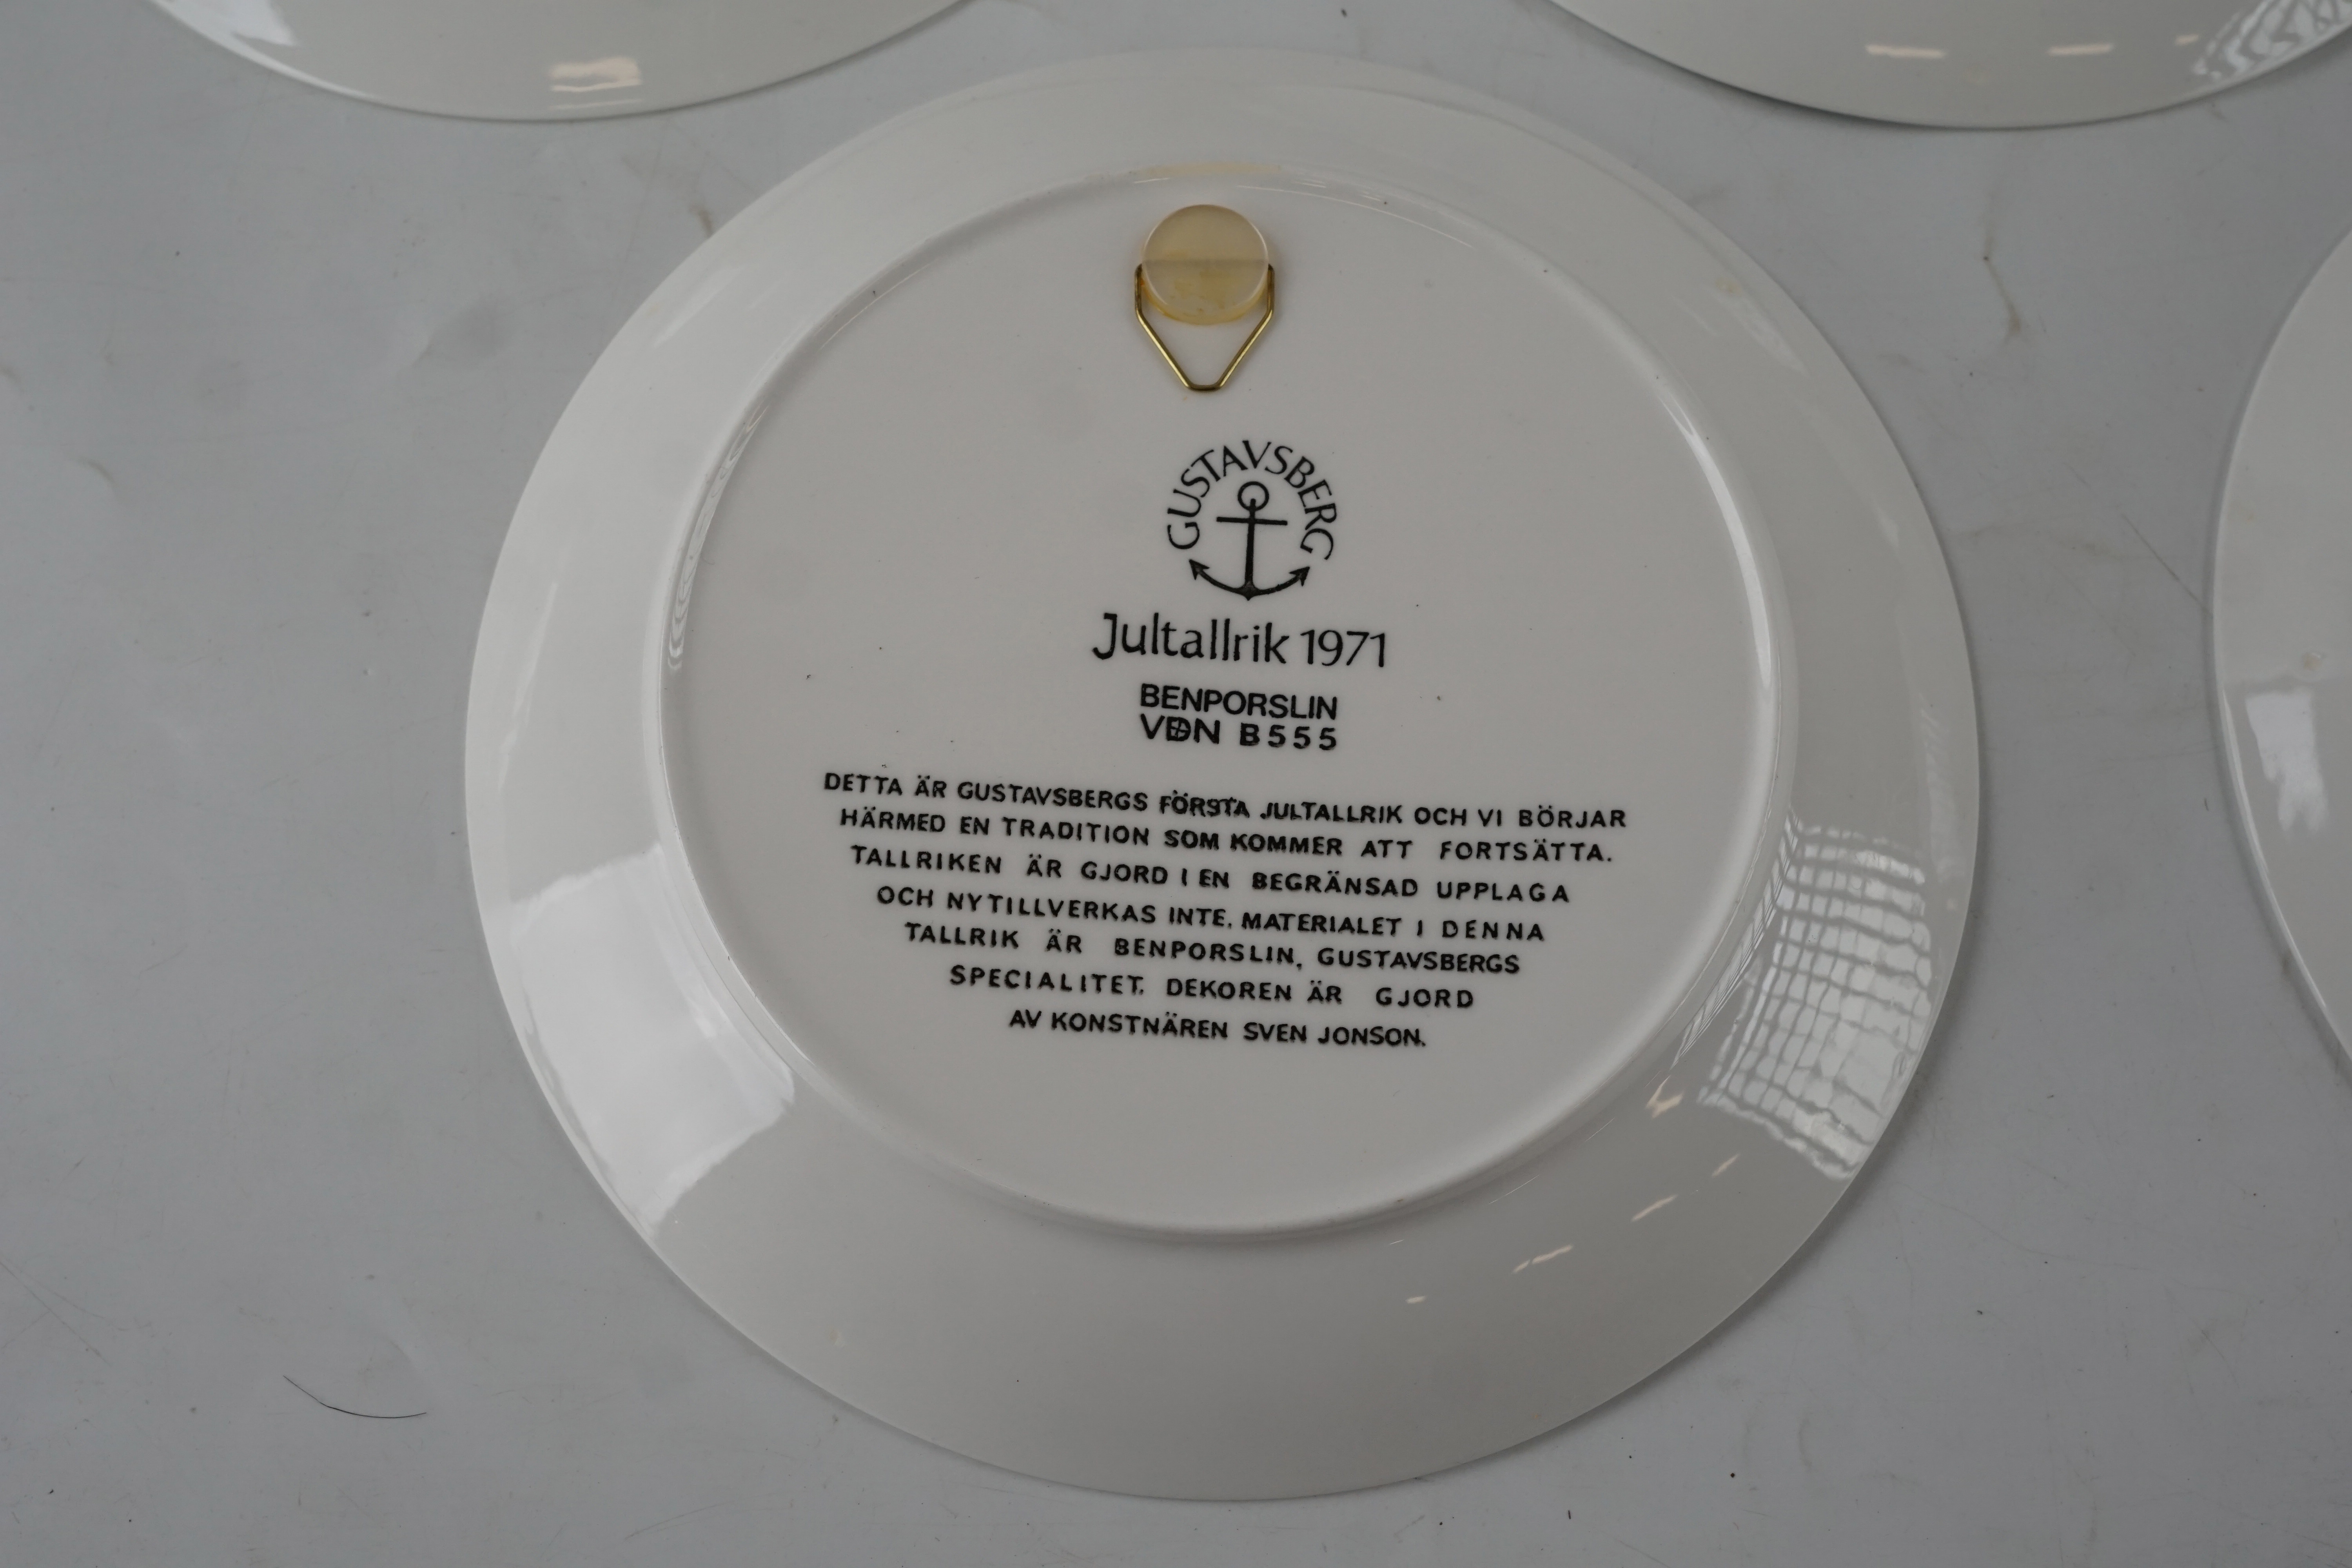 GUSTAVSBERG
Jultallrik 1971
BENPORSLIN
VDN B555
DETTA ÄR GUSTAVSBERGS FÖRSTA JULTALLRIK OCH VI BÖRJAR
HÄRMED EN TRADITION SOM KOMMER ATT FORTSÄTTA.
TALLRIKEN ÄR GJORD I EN BEGRÄNSAD UPPLAGA
OCH NYTILLVERKAS INTE. MATERIALET I DENNA
TALLRIK ÄR BENPORSLIN, GUSTAVSBERGS
SPECIALITET. DEKOREN ÄR GJORD
AV KONSTNÄREN SVEN JONSON.